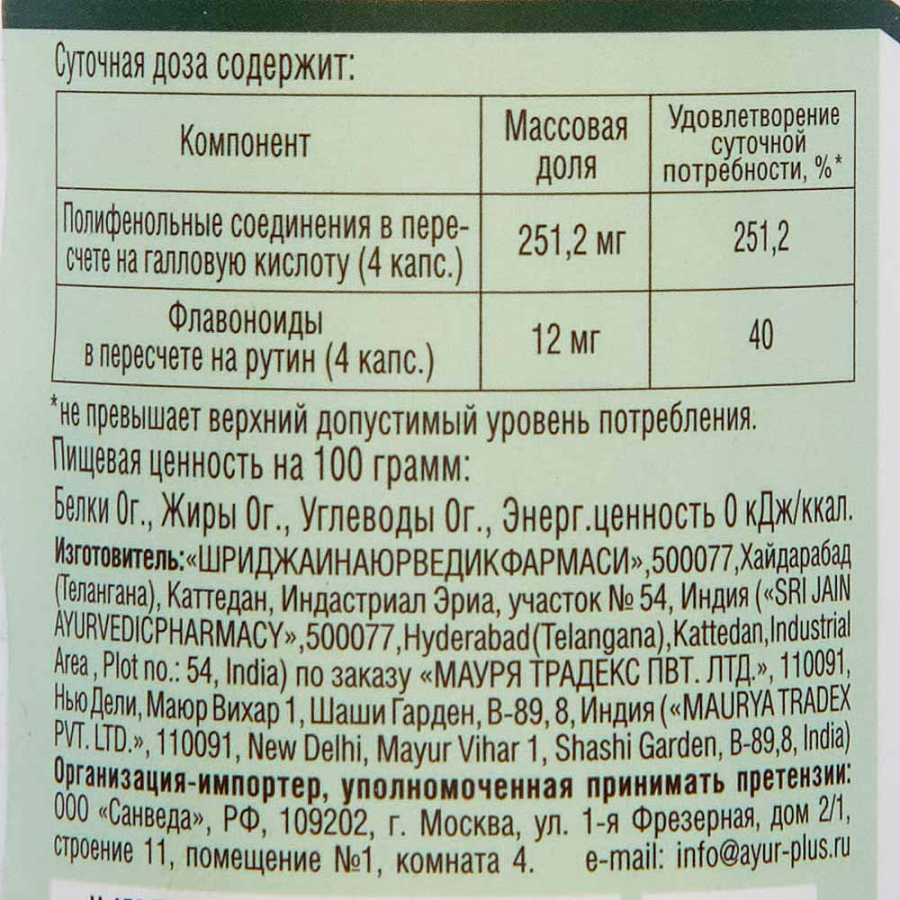 Суточная доза содержит:
Компонент
Массовая
доля
Удовлетворение
суточной
потребности, %*
Полифенольные соединения в пере-
счете на галловую кислоту (4 капс.)
251,2 мг
251,2
Флавоноиды
в пересчете на рутин (4 капс.)
12 мг
40
*не превышает верхний допустимый уровень потребления.
Пищевая ценность на 100 грамм:
Белки 0г., Жиры 0г., Углеводы 0г., Энерг.ценность 0 кДж/ккал.
Изготовитель:«ШРИДЖАИНАЮРВЕДИКФАРМАСИ»,500077,Хайдарабад
(Телангана), Каттедан, Индастриал Эриа, участок № 54, Индия («SRI JAIN
AYURVEDICPHARMACY»,500077,Hyderabad(Telangana),Kattedan,Industrial
Area , Plot no.: 54, India) по заказу «МАУРЯ ТРАДЕКС ПВТ. ЛТД.», 110091,
Нью Дели, Маюр Вихар 1, Шаши Гарден, В-89, 8, Индия («MAURYA TRADEX
PVT. LTD.», 110091, New Delhi, Mayur Vihar 1, Shashi Garden, B-89,8, India)
Организация-импортер, уполномоченная принимать претензии:
ООО «Санведа», РФ, 109202, г. Москва, ул. 1-я Фрезерная, дом 2/1,
строение 11, помещение №1, комната 4. e-mail: info@ayur-plus.ru